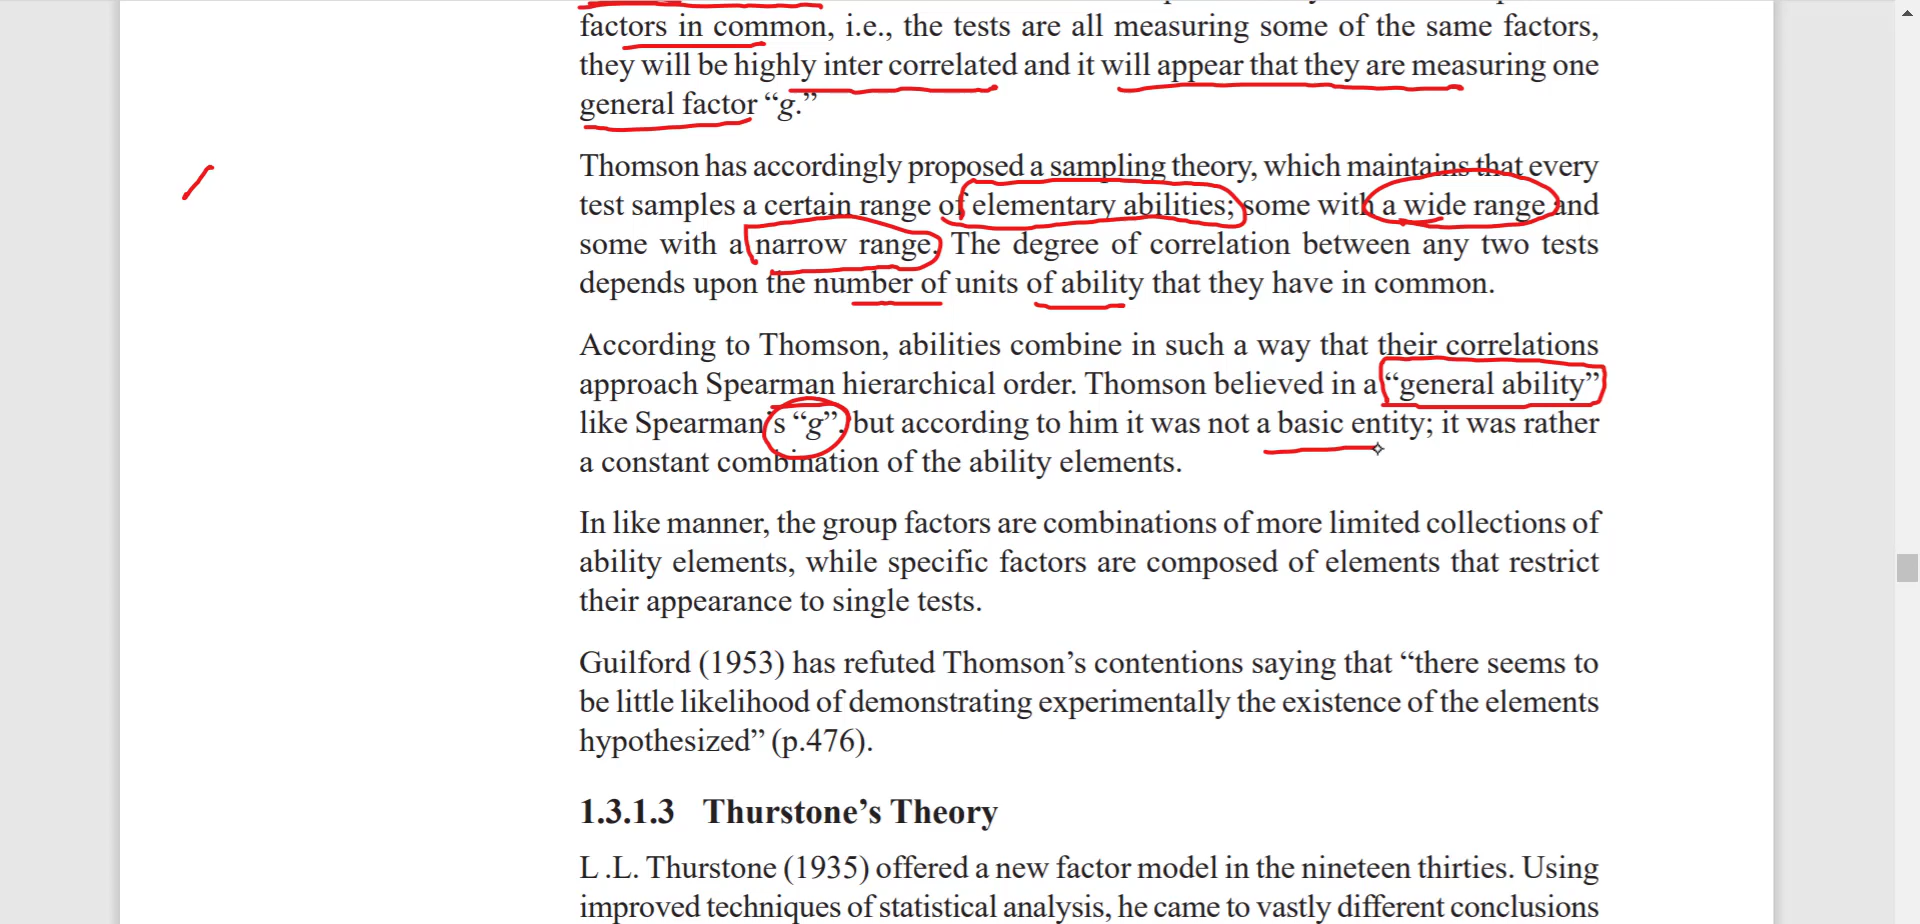 factors in common, i.e., the tests are all measuring some of the same factors,
they will be highly inter correlated and it will appear that they are measuring one
general factor “g.”
Thomson has accordingly proposed a sampling theory, which maintains that every
test samples a certain range of elementary abilities; some with a wide range and
some with a narrow range. The degree of correlation between any two tests
depends upon the number of units of ability that they have in common.
According to Thomson, abilities combine in such a way that their correlations
approach Spearman hierarchical order. Thomson believed in a “general ability”
like Spearman’s “g”, but according to him it was not a basic entity; it was rather
a constant combination of the ability elements.
In like manner, the group factors are combinations of more limited collections of
ability elements, while specific factors are composed of elements that restrict
their appearance to single tests.
Guilford (1953) has refuted Thomson’s contentions saying that “there seems to
be little likelihood of demonstrating experimentally the existence of the elements
hypothesized” (p.476).
1.3.1.3 Thurstone’s Theory
L .L. Thurstone (1935) offered a new factor model in the nineteen thirties. Using
improved techniques of statistical analysis, he came to vastly different conclusions